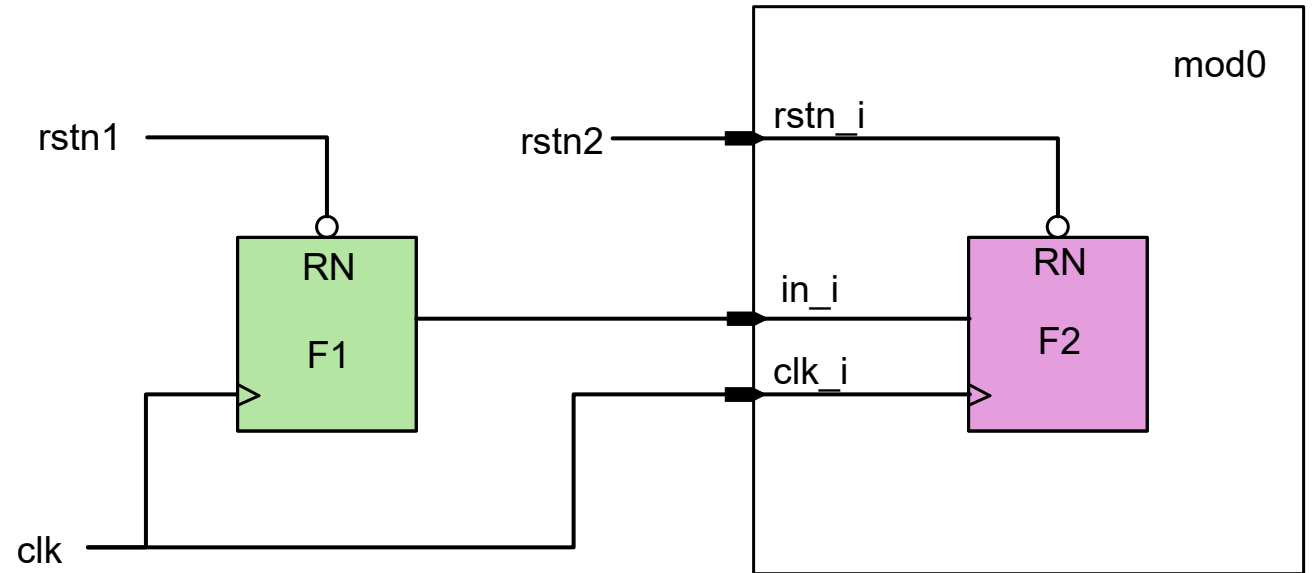 mod0
rstn_i
rstn1
rstn2
RN
RN
in_i
F1
F2
clk_i
clk